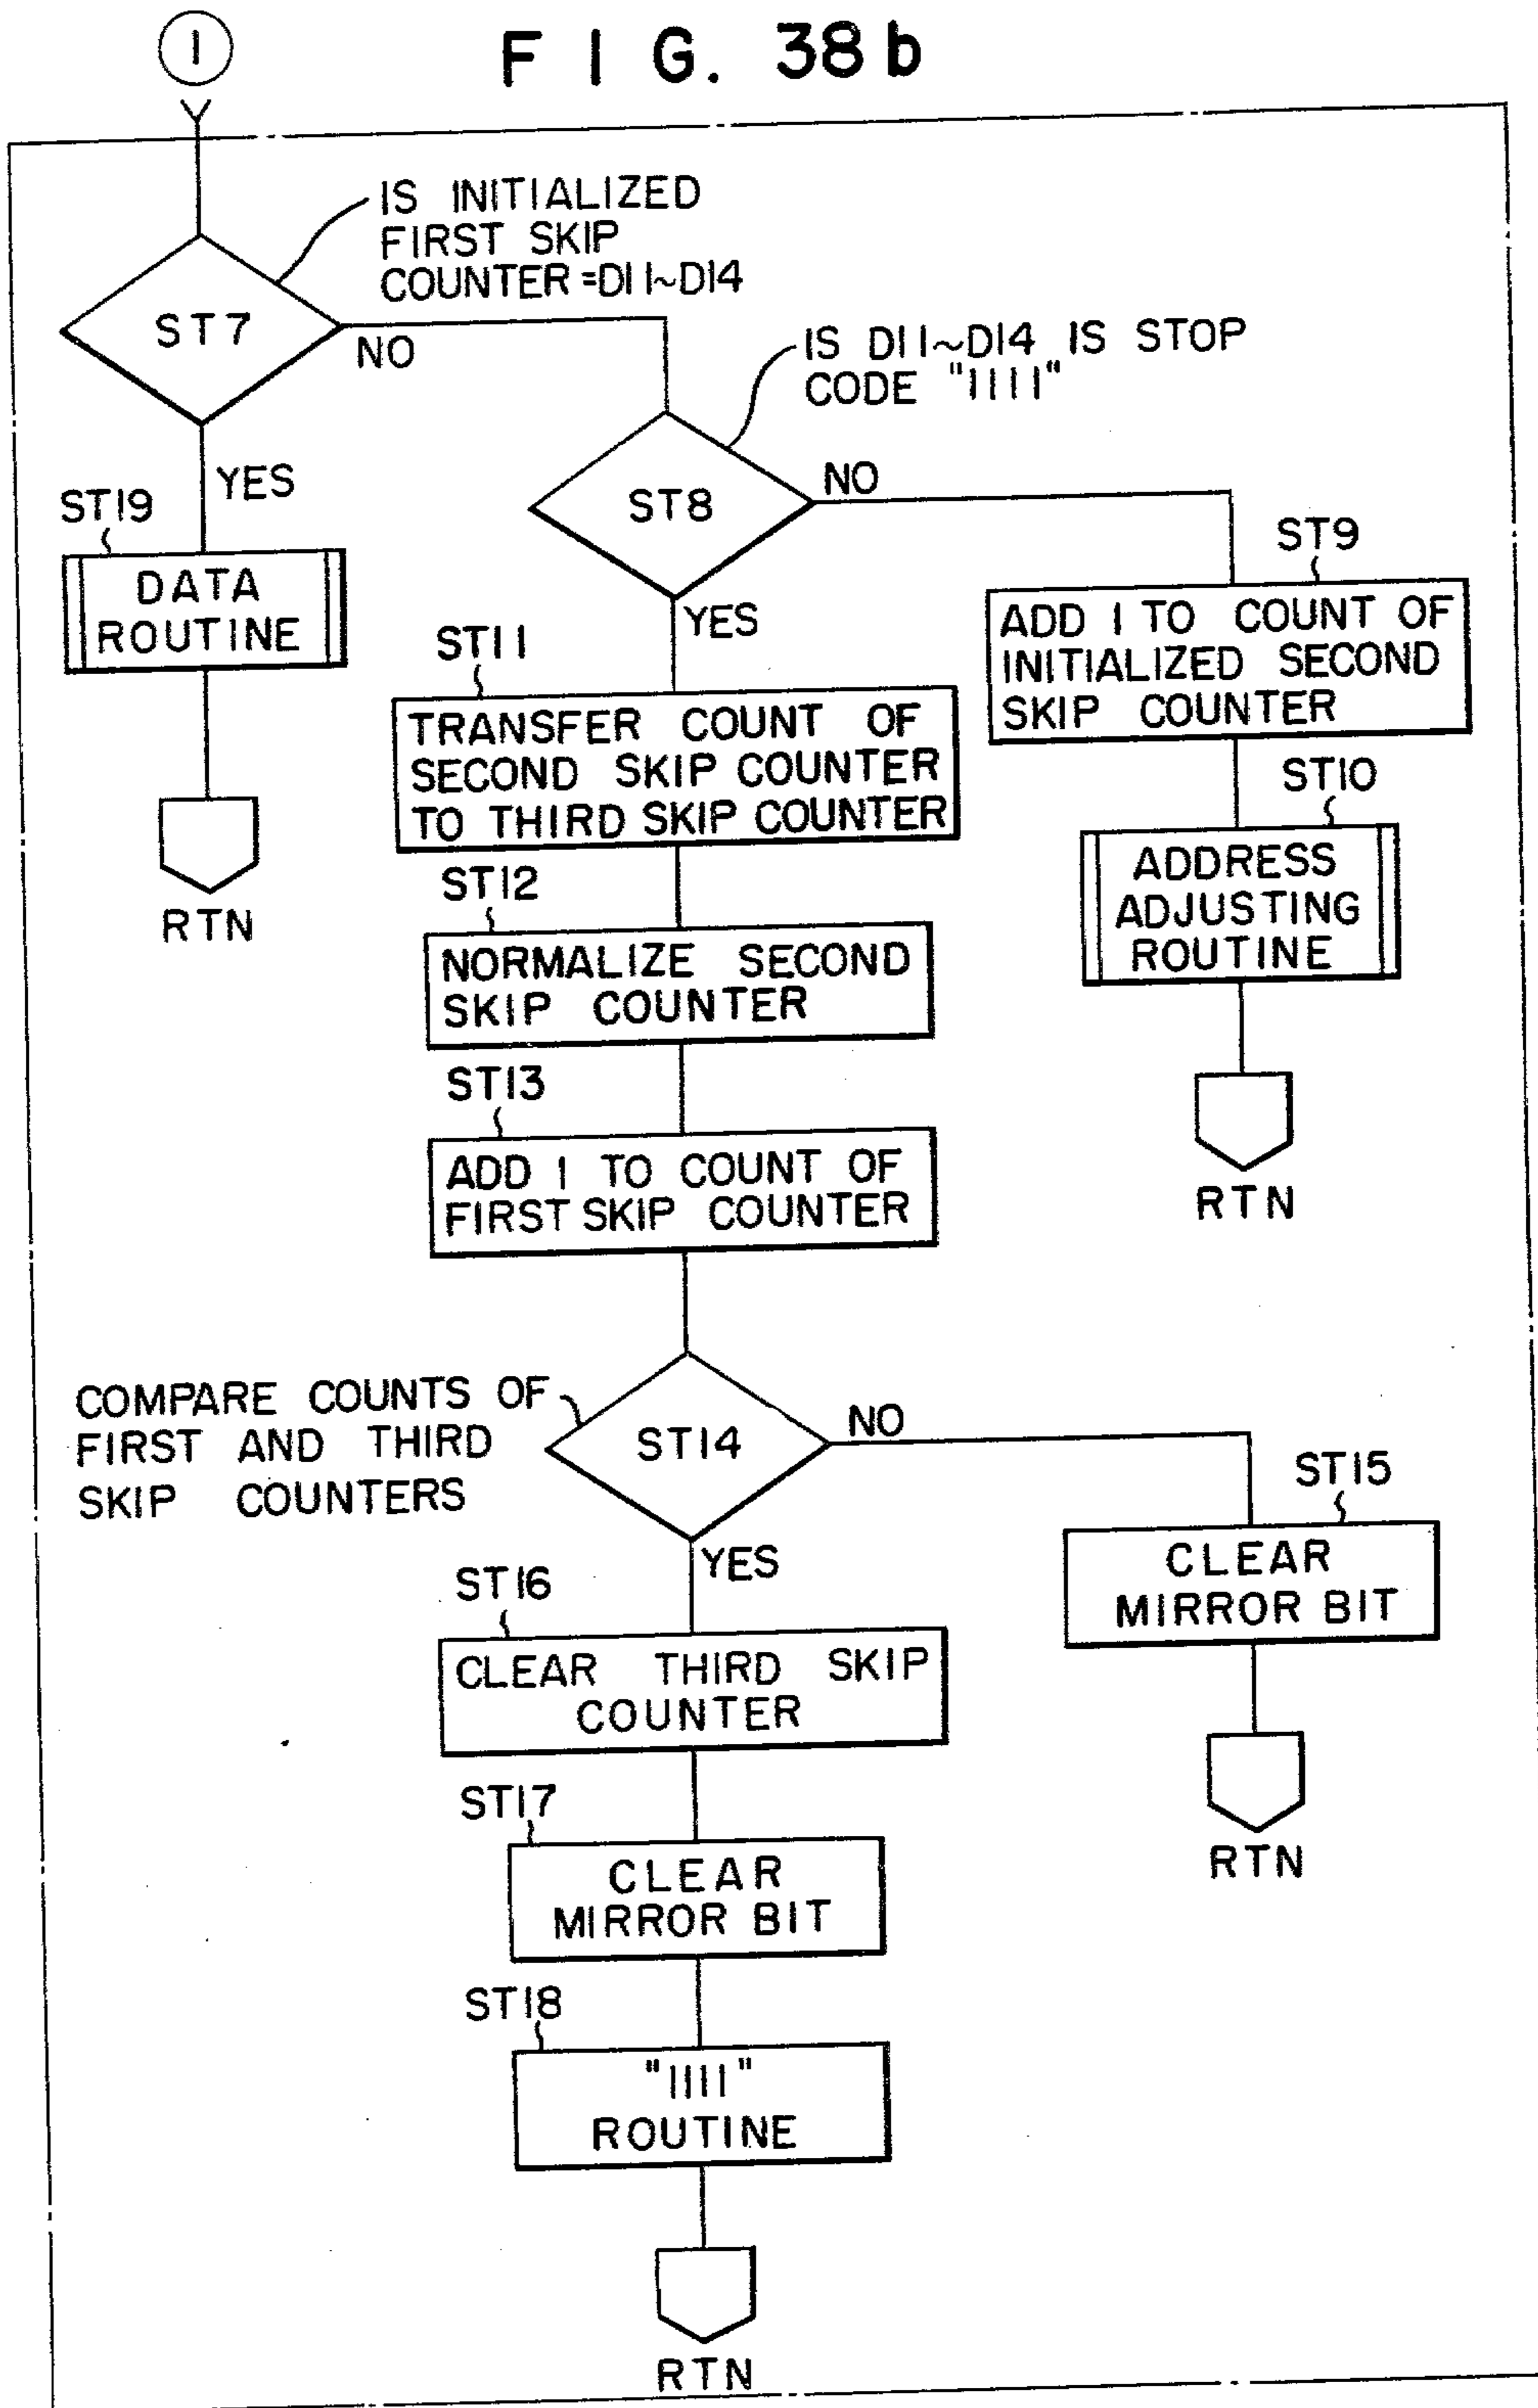 1
FIG. 38b
IS INITIALIZED
FIRST SKIP
COUNTER=D11~D14
ST7
NO
IS D11~D14 IS STOP
CODE "1111"
YES
ST8
NO
ST19
DATA
ROUTINE
RTN
YES
ST9
ADD 1 TO COUNT OF
INITIALIZED SECOND
SKIP COUNTER
ST11
TRANSFER COUNT OF
SECOND SKIP COUNTER
TO THIRD SKIP COUNTER
ST10
ADDRESS
ADJUSTING
ROUTINE
RTN
ST12
NORMALIZE SECOND
SKIP COUNTER
ST13
ADD 1 TO COUNT OF
FIRST SKIP COUNTER
COMPARE COUNTS OF
FIRST AND THIRD
SKIP COUNTERS
ST14
NO
ST15
CLEAR
MIRROR BIT
RTN
YES
ST16
CLEAR THIRD SKIP
COUNTER
ST17
CLEAR
MIRROR BIT
ST18
"1111"
ROUTINE
RTN